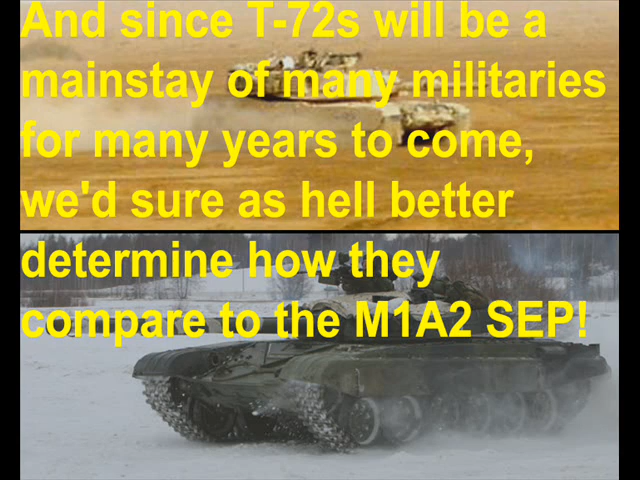 And since T-72s will be a
mainstay of many militaries
for many years to come,
we'd sure as hell better
determine how they
compare to the M1A2 SEP!